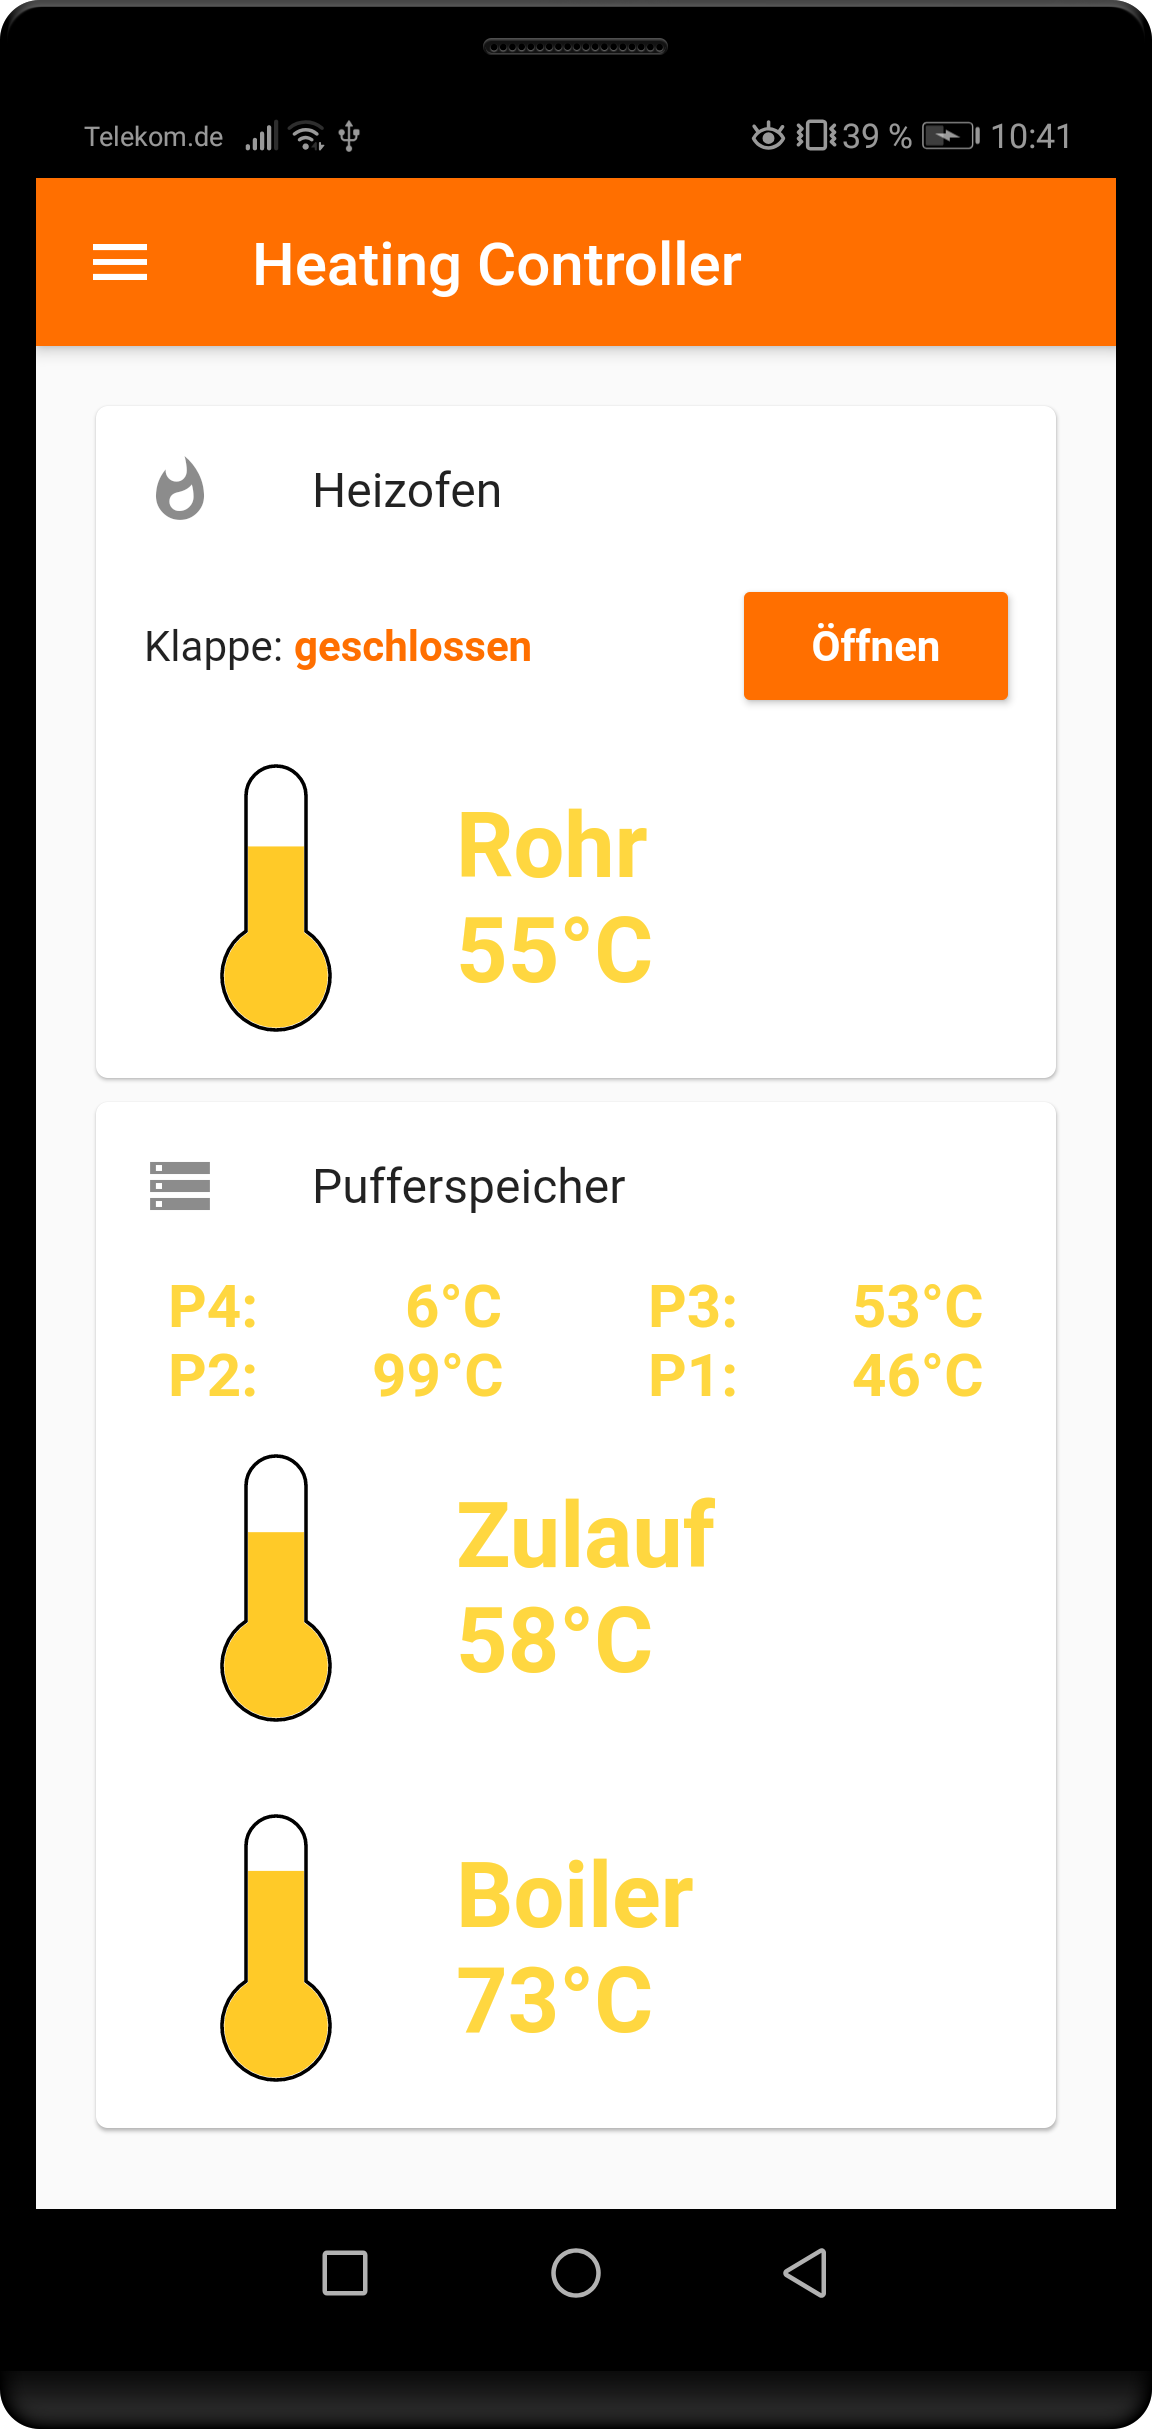 Telekom.de 39 % 10:41
Heating Controller
Heizofen
Klappe: geschlossen Öffnen
Rohr
55°C
Pufferspeicher
P4: 6°C P3: 53°C
P2: 99°C P1: 46°C
Zulauf
58°C
Boiler
73°C